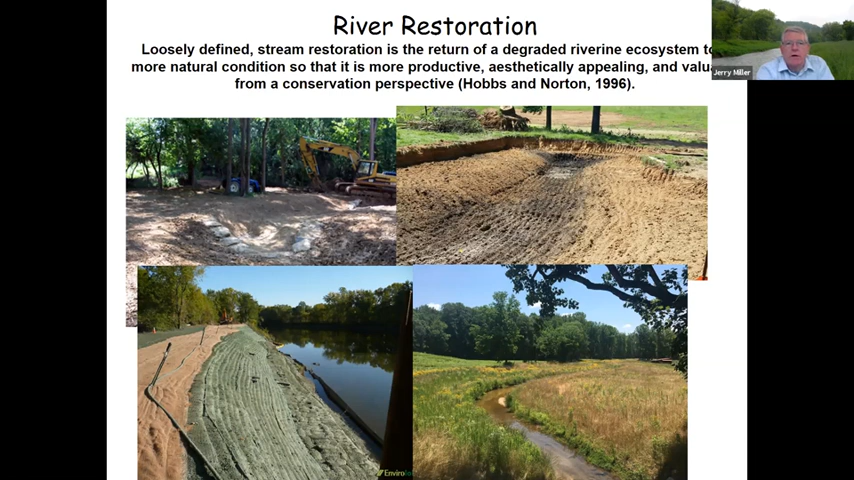 River Restoration
Loosely defined, stream restoration is the return of a degraded riverine ecosystem to
more natural condition so that it is more productive, aesthetically appealing, and
from a conservation perspective (Hobbs and Norton, 1996).
Jerry Miller